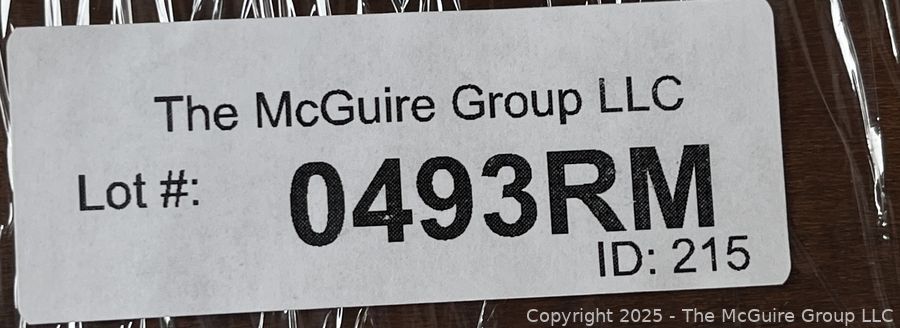 The McGuire Group LLC
Lot #: 0493RM
ID: 215
Copyright 2025 - The McGuire Group LLC